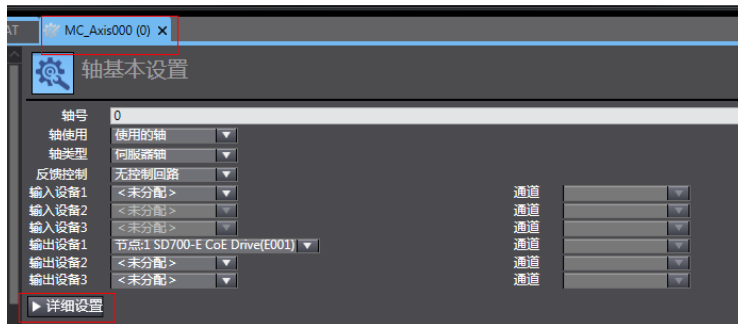 AT MC_Axis000 (0) ×
轴基本设置
轴号 0
轴使用 使用的轴
轴类型 伺服器轴
反馈控制 无控制回路
输入设备1 <未分配> 通道
输入设备2 <未分配> 通道
输入设备3 <未分配> 通道
输出设备1 节点:1 SD700-E CoE Drive(E001) 通道
输出设备2 <未分配> 通道
输出设备3 <未分配> 通道
▶详细设置